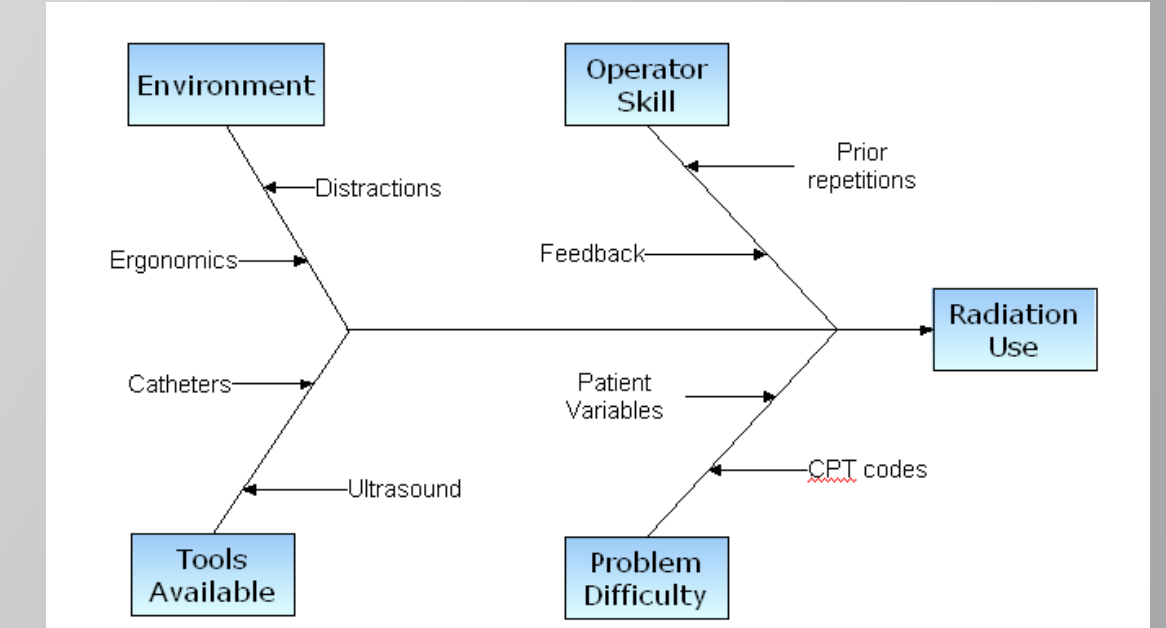 Environment
Operator
Skill
Prior
repetitions
Distractions
Feedback
Ergonomics
Radiation
Use
Catheters
Patient
Variables
CPT codes
Ultrasound
Tools
Available
Problem
Difficulty